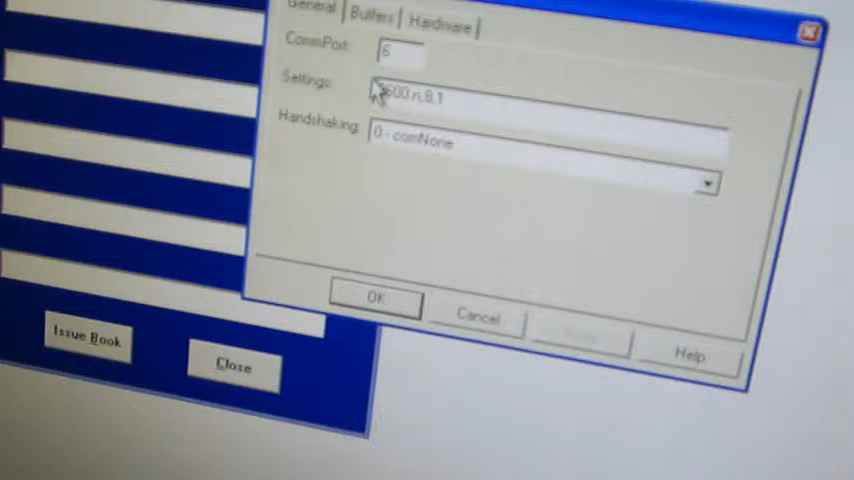 General Buffers Hardware
CommPort: 6
Settings: 9600,n,8,1
Handshaking: 0 - comNone
OK Cancel Help
Issue Book Close